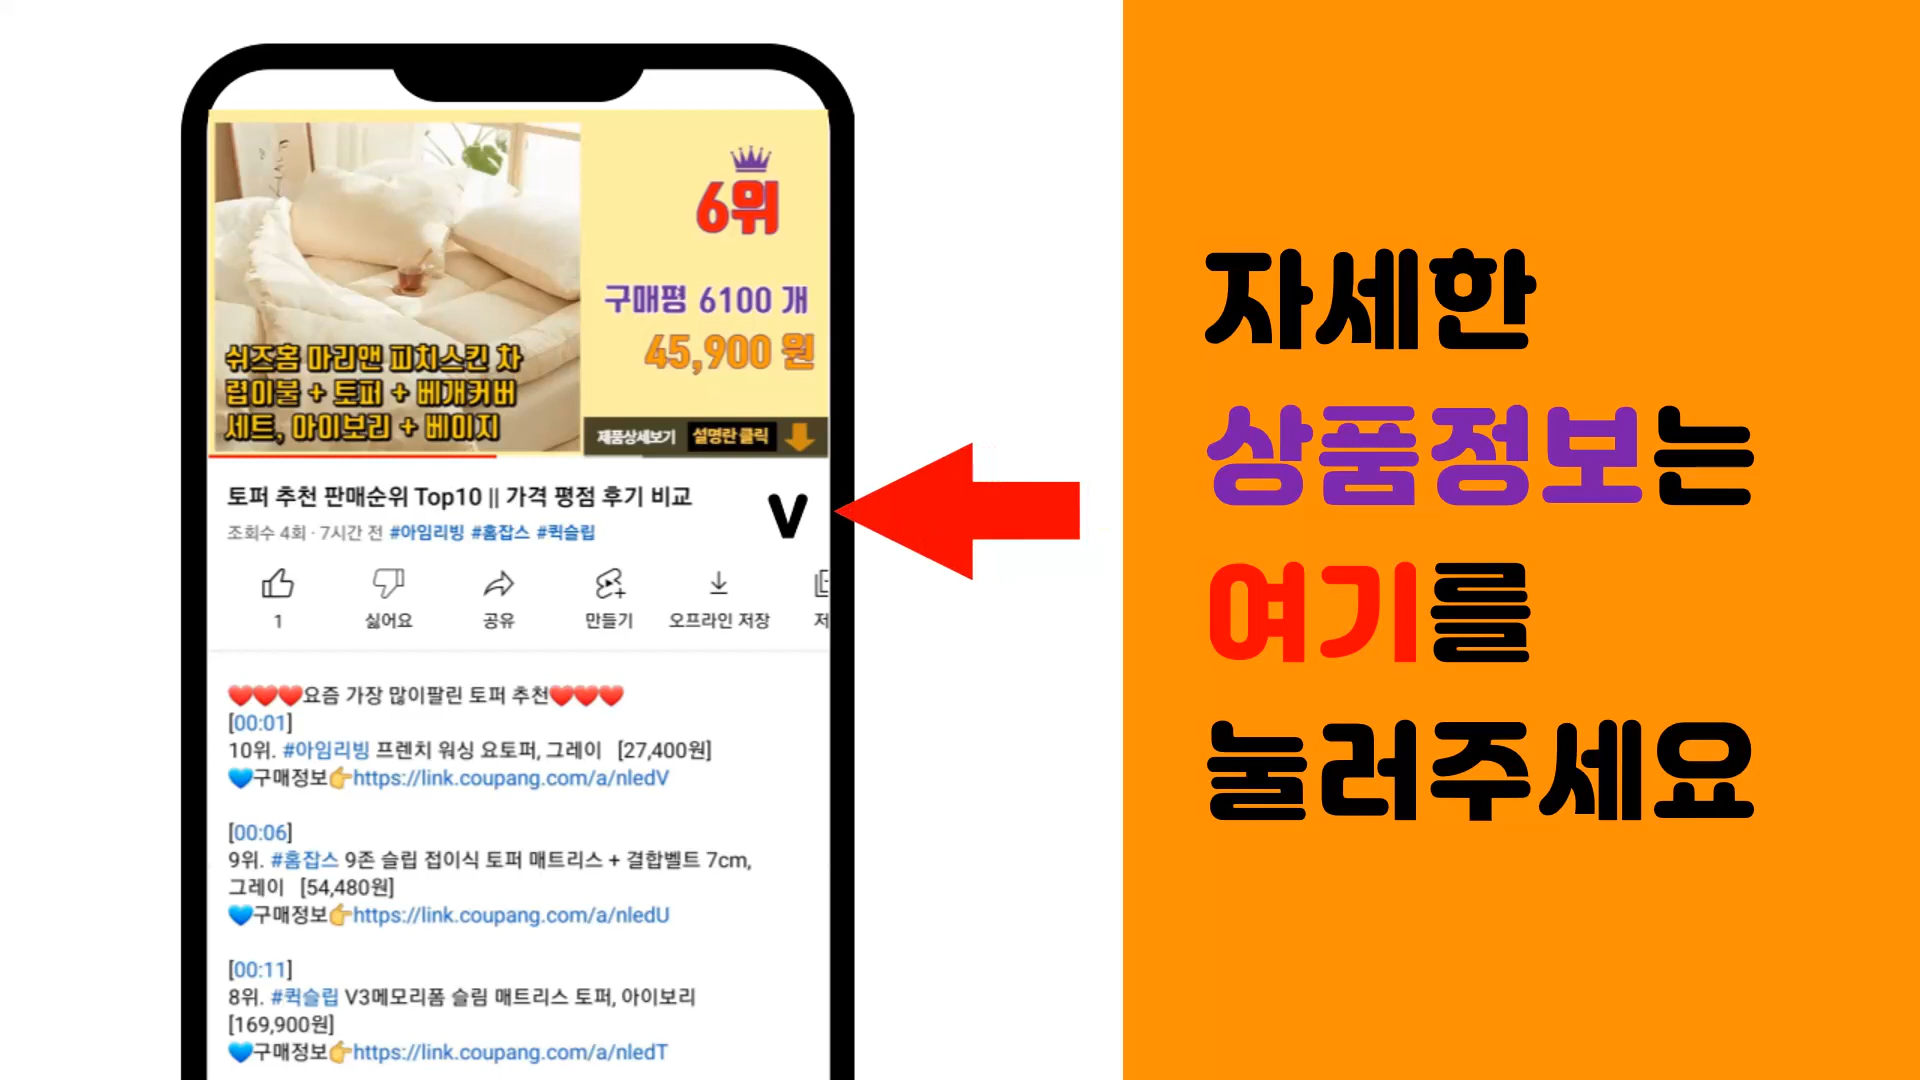 6위
구매평 6100 개
45,900 원
쉬즈홈 마리앤 피치스킨 차
렵이불 + 토퍼 + 베개커버
세트, 아이보리 + 베이지
제품상세보기 설명란 클릭
토퍼 추천 판매순위 Top10 || 가격 평점 후기 비교
V
조회수 4회 · 7시간 전 #아임리빙 #홈잡스 #퀵슬립
1 싫어요 공유 만들기 오프라인 저장 저
❤️❤️❤️요즘 가장 많이팔린 토퍼 추천❤️❤️❤️
[00:01]
10위. #아임리빙 프렌치 워싱 요토퍼, 그레이 [27,400원]
💙구매정보👉https://link.coupang.com/a/nledV
[00:06]
9위. #홈잡스 9존 슬립 접이식 토퍼 매트리스 + 결합벨트 7cm,
그레이 [54,480원]
💙구매정보👉https://link.coupang.com/a/nledU
[00:11]
8위. #퀵슬립 V3메모리폼 슬림 매트리스 토퍼, 아이보리
[169,900원]
💙구매정보👉https://link.coupang.com/a/nledT
자세한
상품정보는
여기를
눌러주세요